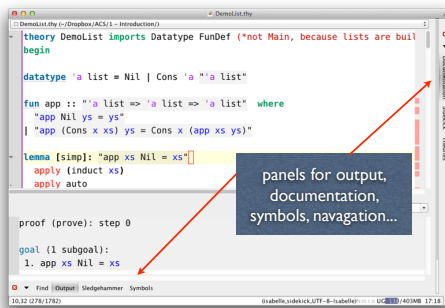 DemoList.thy
DemoList.thy (~/Dropbox/ACS/1 – Introduction/)
theory DemoList imports Datatype FunDef (*not Main, because lists are buil
begin
datatype 'a list = Nil | Cons 'a "'a list"
fun app :: "'a list => 'a list => 'a list" where
"app Nil ys = ys"
| "app (Cons x xs) ys = Cons x (app xs ys)"
lemma [simp]: "app xs Nil = xs"
apply (induct xs)
apply auto
panels for output,
documentation,
symbols, navagation...
proof (prove): step 0
goal (1 subgoal):
1. app xs Nil = xs
Find Output Sledgehammer Symbols
10,32 (278/1782)
(isabelle,sidekick,UTF-8-Isabelle)
/403MB 17:18
Documentation
Sidekick
Theories